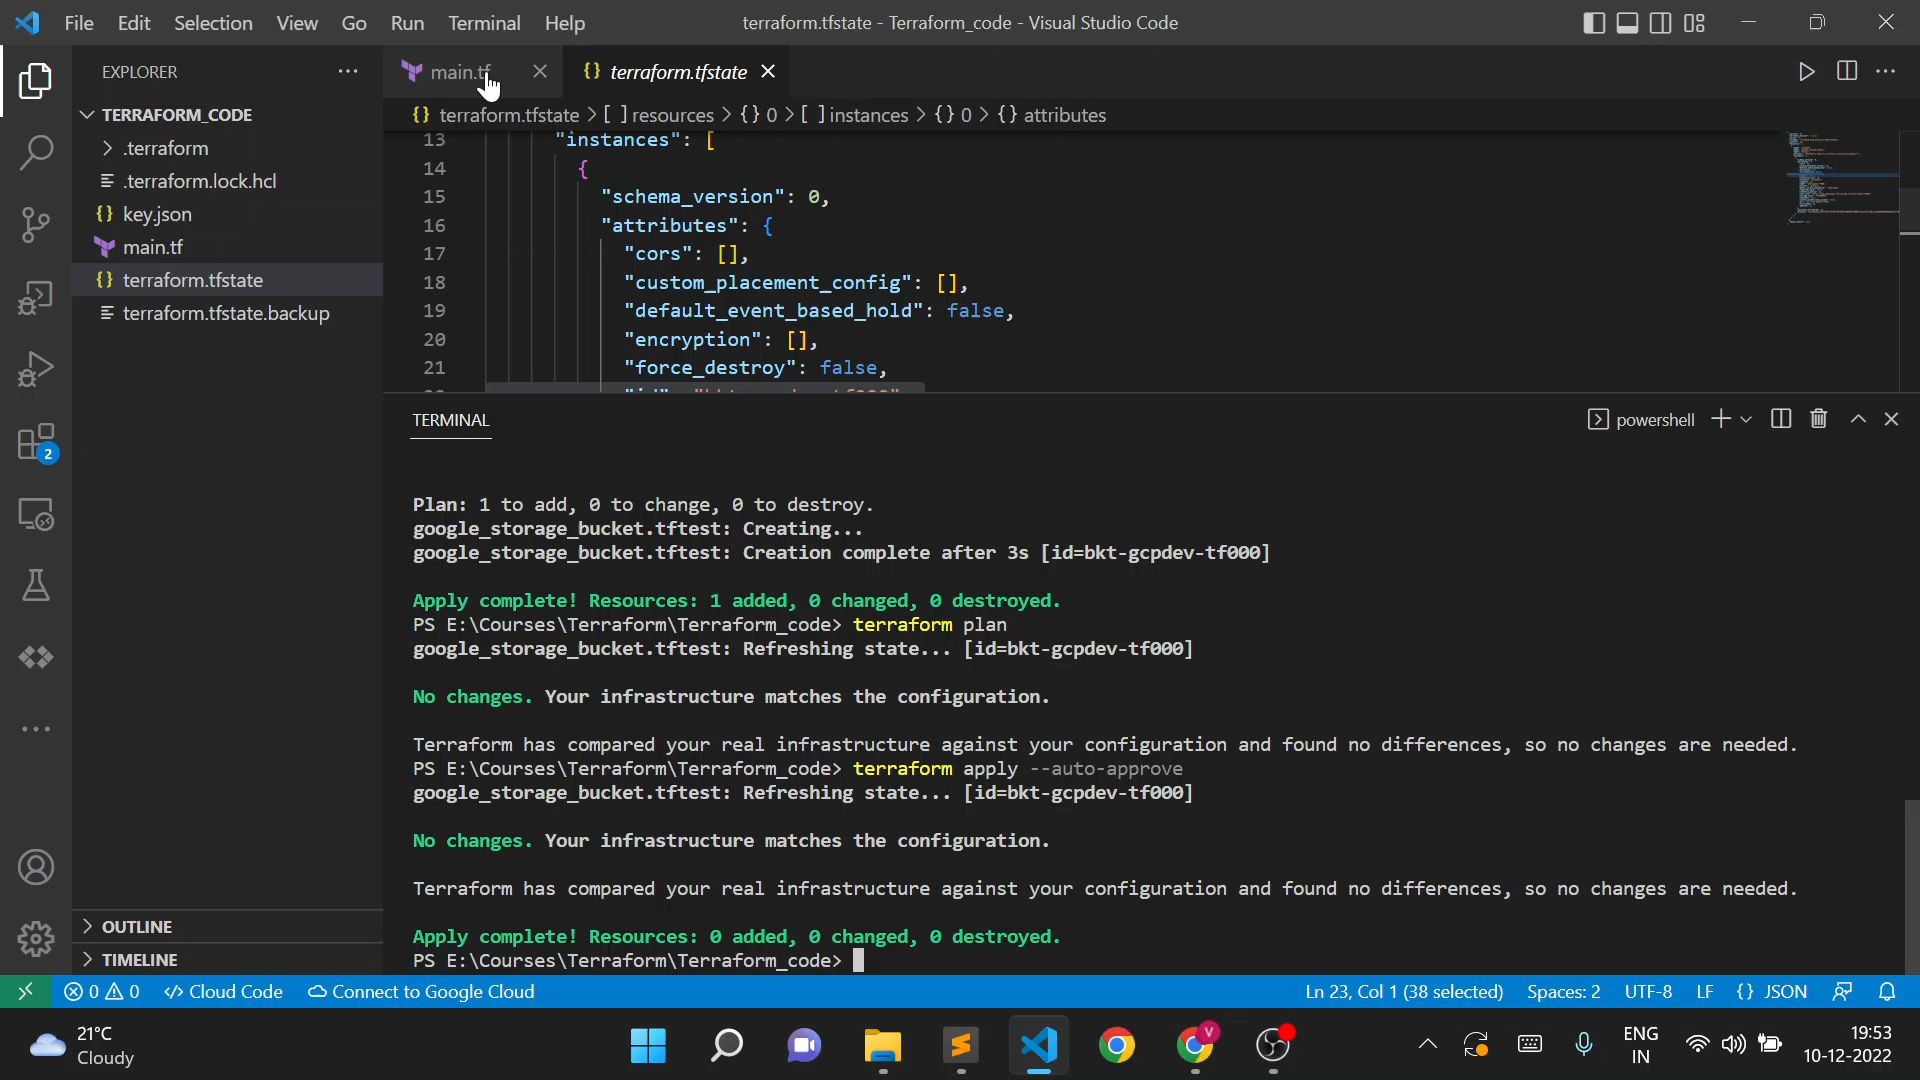 File Edit Selection View Go Run Terminal Help
terraform.tfstate - Terraform_code - Visual Studio Code
EXPLORER
main.tf
{} terraform.tfstate
TERRAFORM_CODE
{} terraform.tfstate > [ ] resources > {} 0 > [ ] instances > {} 0 > {} attributes
.terraform
.terraform.lock.hcl
{} key.json
main.tf
{} terraform.tfstate
terraform.tfstate.backup
13 "instances": [
14 {
15 "schema_version": 0,
16 "attributes": {
17 "cors": [],
18 "custom_placement_config": [],
19 "default_event_based_hold": false,
20 "encryption": [],
21 "force_destroy": false,
TERMINAL
powershell
Plan: 1 to add, 0 to change, 0 to destroy.
google_storage_bucket.tftest: Creating...
google_storage_bucket.tftest: Creation complete after 3s [id=bkt-gcpdev-tf000]
Apply complete! Resources: 1 added, 0 changed, 0 destroyed.
PS E:\Courses\Terraform\Terraform_code> terraform plan
google_storage_bucket.tftest: Refreshing state... [id=bkt-gcpdev-tf000]
No changes. Your infrastructure matches the configuration.
Terraform has compared your real infrastructure against your configuration and found no differences, so no changes are needed.
PS E:\Courses\Terraform\Terraform_code> terraform apply --auto-approve
google_storage_bucket.tftest: Refreshing state... [id=bkt-gcpdev-tf000]
No changes. Your infrastructure matches the configuration.
Terraform has compared your real infrastructure against your configuration and found no differences, so no changes are needed.
Apply complete! Resources: 0 added, 0 changed, 0 destroyed.
PS E:\Courses\Terraform\Terraform_code>
2
OUTLINE
TIMELINE
0 0 </> Cloud Code Connect to Google Cloud
Ln 23, Col 1 (38 selected) Spaces: 2 UTF-8 LF {} JSON
21°C
Cloudy
V
ENG
IN
19:53
10-12-2022